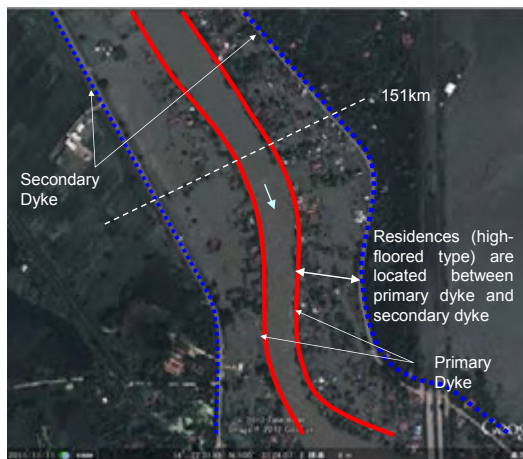 151km
Secondary
Dyke
Residences (high-
floored type) are
located between
primary dyke and
secondary dyke
Primary
Dyke